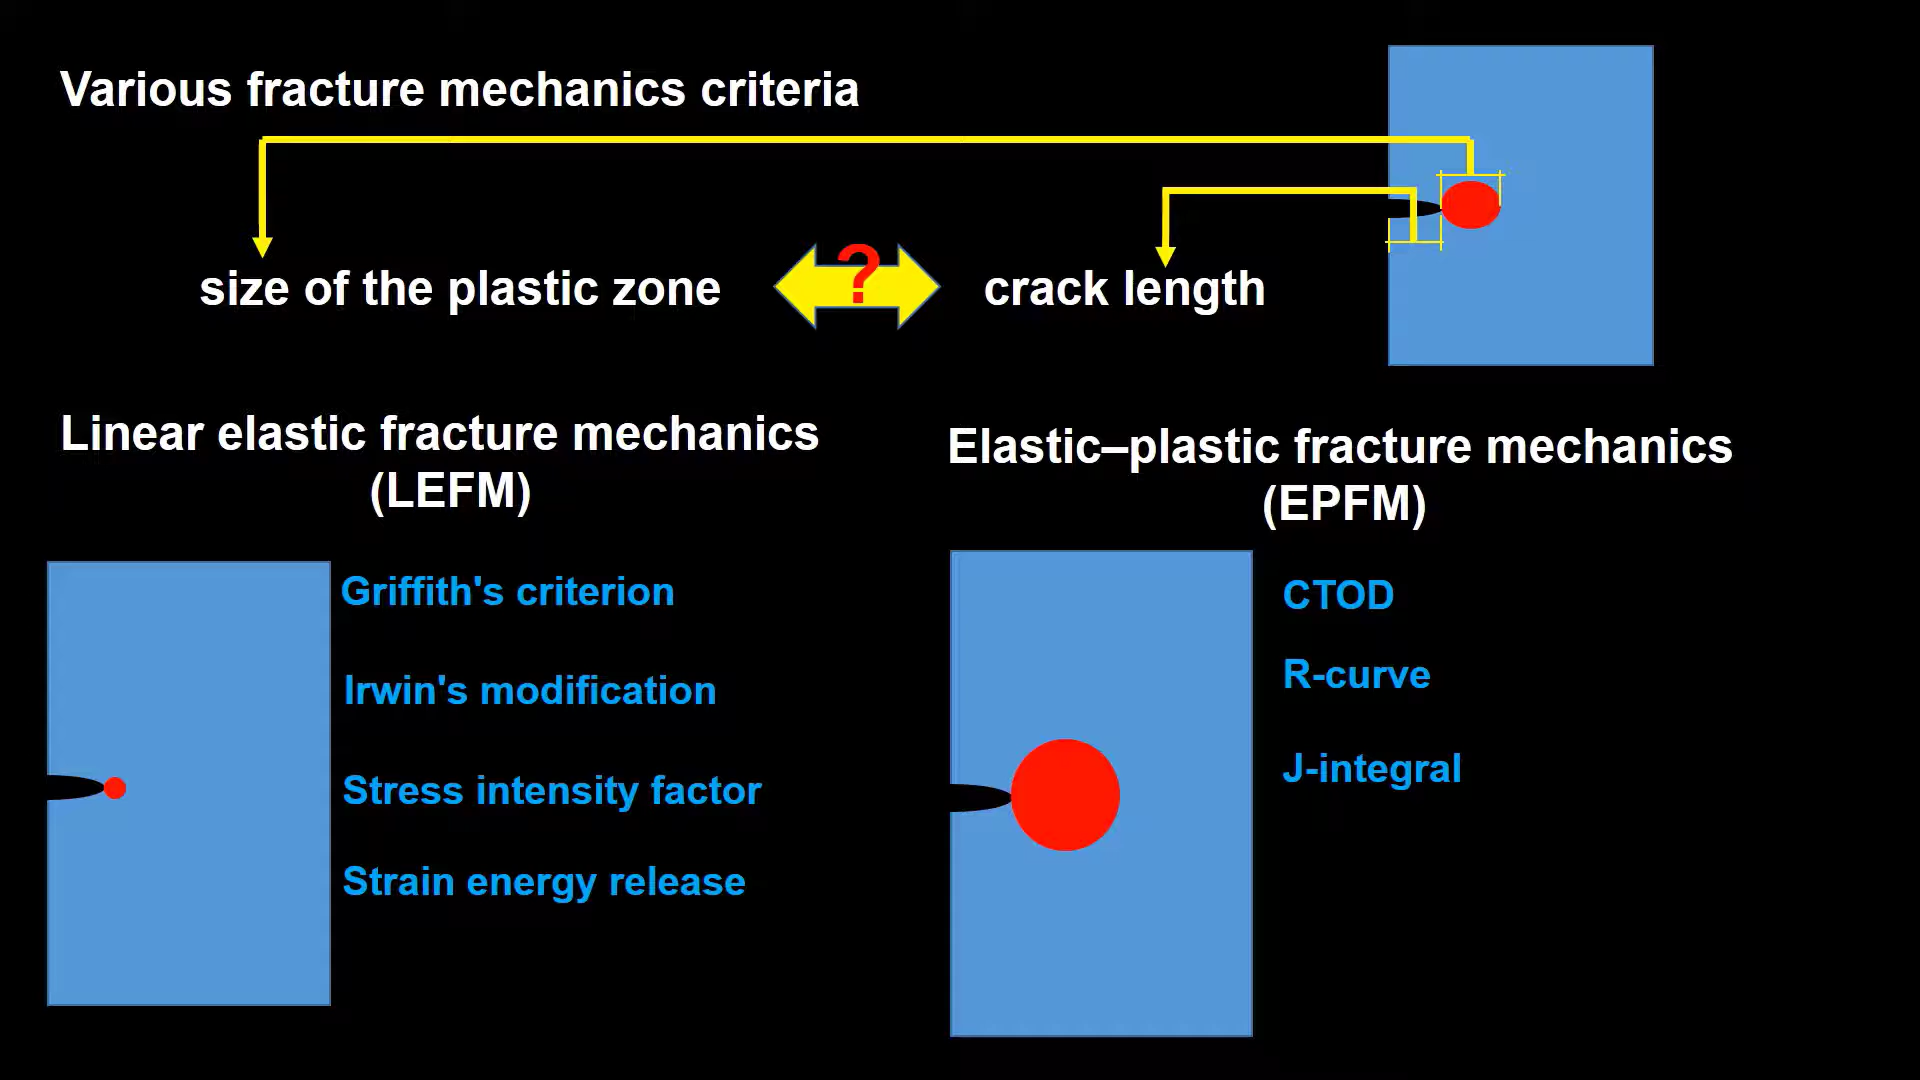 Various fracture mechanics criteria
size of the plastic zone
?
crack length
Linear elastic fracture mechanics
(LEFM)
Elastic–plastic fracture mechanics
(EPFM)
Griffith's criterion
Irwin's modification
Stress intensity factor
Strain energy release
CTOD
R-curve
J-integral